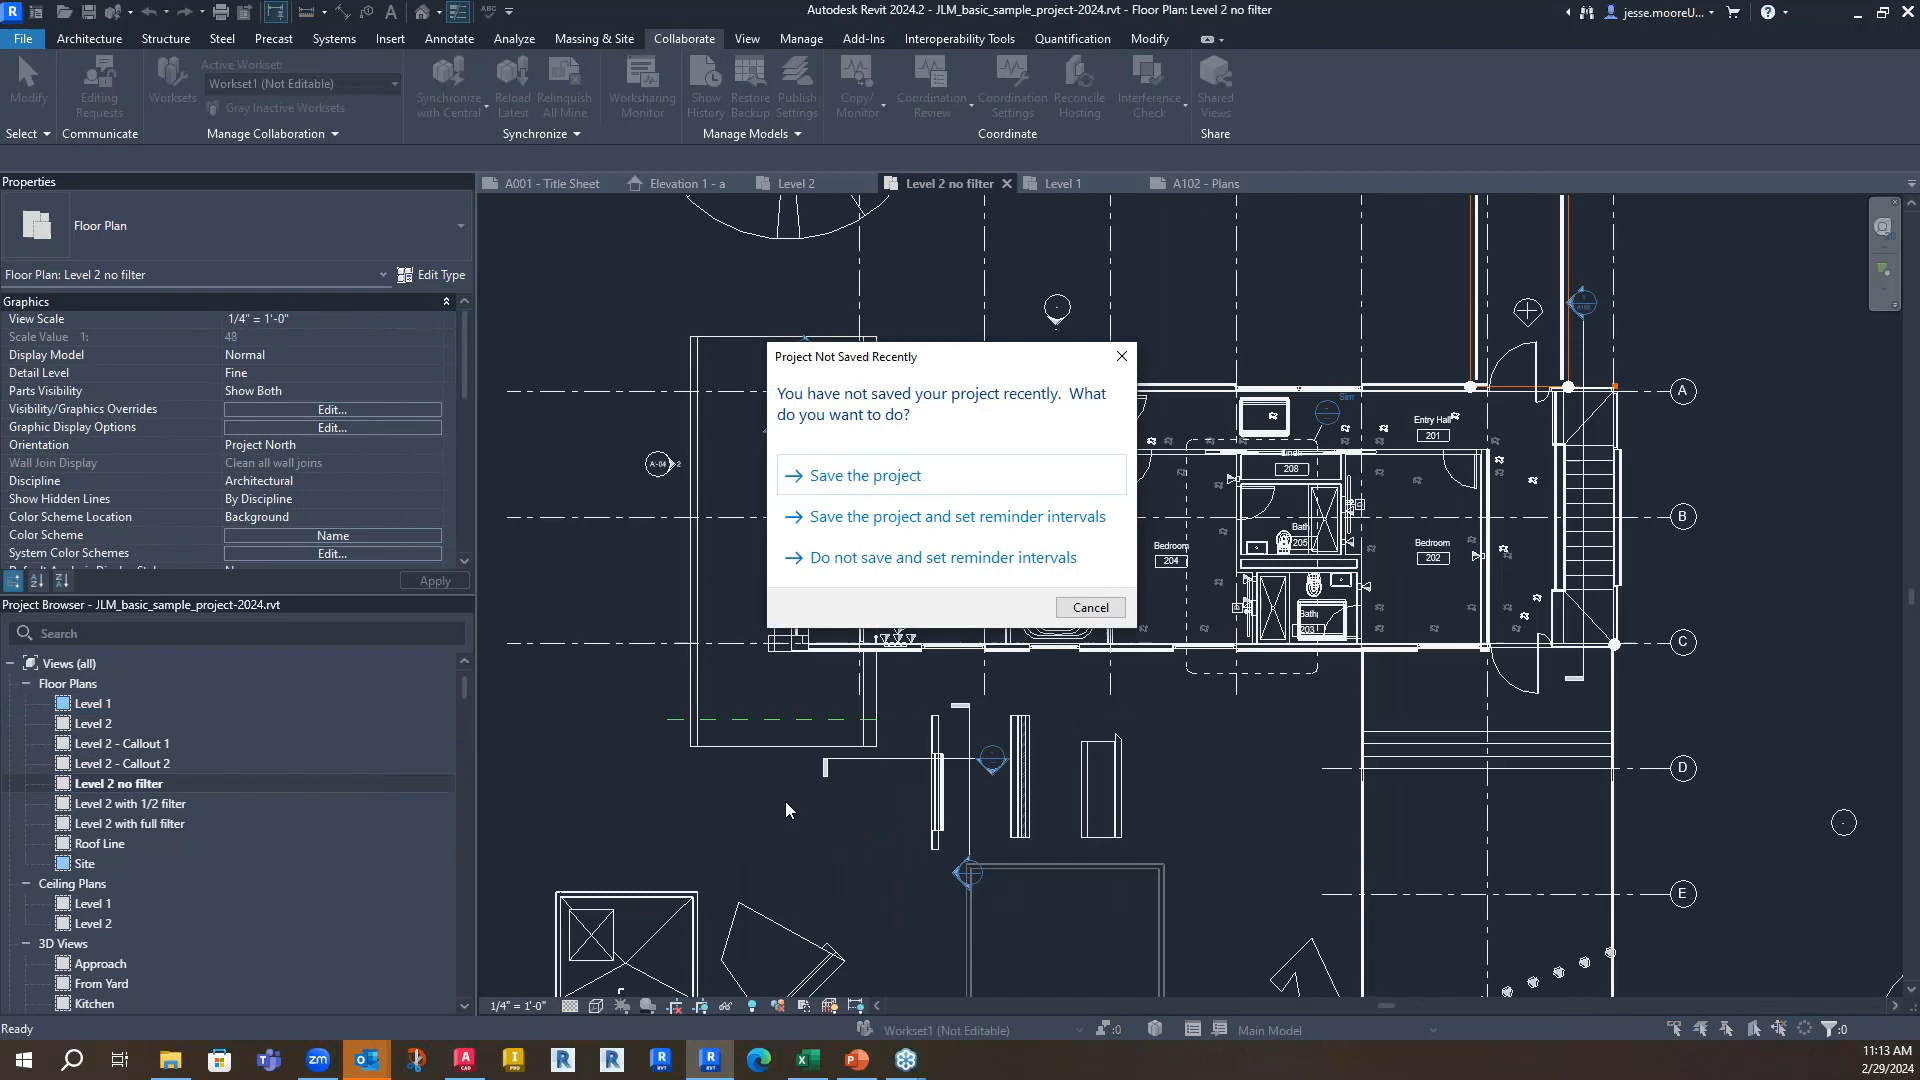 Autodesk Revit 2024.2 - JLM_basic_sample_project-2024.rvt - Floor Plan: Level 2 no filter
jesse.mooreU...
File Architecture Structure Steel Precast Systems Insert Annotate Analyze Massing & Site Collaborate View Manage Add-Ins Interoperability Tools Quantification Modify
Active Workset:
Workset1 (Not Editable)
Gray Inactive Worksets
Modify
Editing Requests
Worksets
Synchronize with Central
Reload Latest
Relinquish All Mine
Worksharing Monitor
Show History
Restore Backup
Publish Settings
Copy/ Monitor
Coordination Review
Coordination Settings
Reconcile Hosting
Interference Check
Shared Views
Select Communicate Manage Collaboration Synchronize Manage Models Coordinate Share
Properties
A001 - Title Sheet Elevation 1 - a Level 2 Level 2 no filter Level 1 A102 - Plans
Floor Plan
Floor Plan: Level 2 no filter Edit Type
Graphics
View Scale 1/4" = 1'-0"
Scale Value 1: 48
Display Model Normal
Detail Level Fine
Parts Visibility Show Both
Visibility/Graphics Overrides Edit...
Graphic Display Options Edit...
Orientation Project North
Wall Join Display Clean all wall joins
Discipline Architectural
Show Hidden Lines By Discipline
Color Scheme Location Background
Color Scheme Name
System Color Schemes Edit...
Apply
Project Browser - JLM_basic_sample_project-2024.rvt
Search
Views (all)
Floor Plans
Level 1
Level 2
Level 2 - Callout 1
Level 2 - Callout 2
Level 2 no filter
Level 2 with 1/2 filter
Level 2 with full filter
Roof Line
Site
Ceiling Plans
Level 1
Level 2
3D Views
Approach
From Yard
Kitchen
Project Not Saved Recently
You have not saved your project recently. What
do you want to do?
Save the project
Save the project and set reminder intervals
Do not save and set reminder intervals
Cancel
Sim
A
Entry Hall
201
208
B
Bath
205
Bedroom
204
Bedroom
202
Bath
203
C
D
E
1/4" = 1'-0"
Ready
Workset1 (Not Editable)
:0
Main Model
:0
11:13 AM
2/29/2024